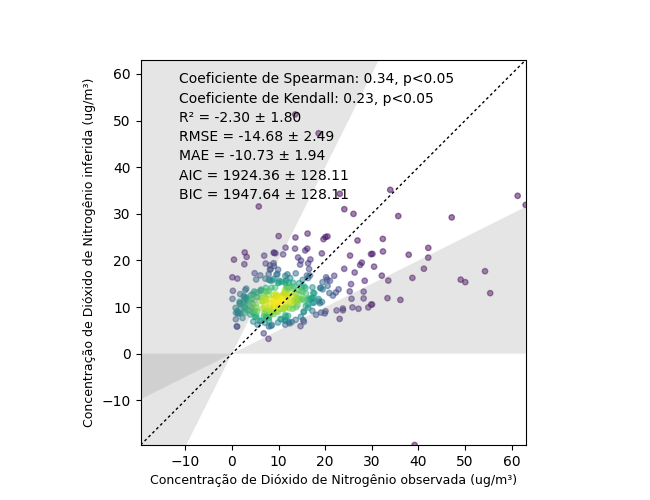 Coeficiente de Spearman: 0.34, p<0.05
Coeficiente de Kendall: 0.23, p<0.05
R² = -2.30 ± 1.80
RMSE = -14.68 ± 2.49
MAE = -10.73 ± 1.94
AIC = 1924.36 ± 128.11
BIC = 1947.64 ± 128.11
Concentração de Dióxido de Nitrogênio inferida (ug/m³)
60
50
40
30
20
10
0
−10
−10 0 10 20 30 40 50 60
Concentração de Dióxido de Nitrogênio observada (ug/m³)